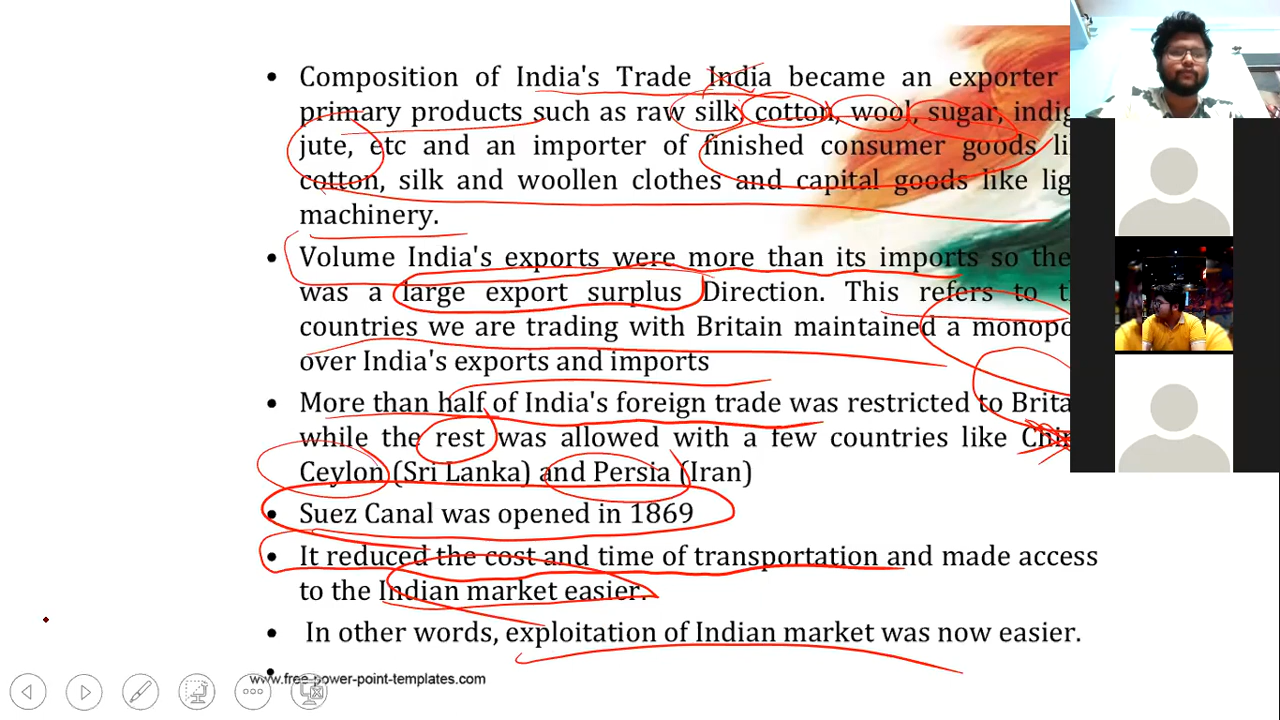 • Composition of India's Trade India became an exporter
primary products such as raw silk, cotton, wool, sugar,
jute, etc and an importer of finished consumer goods
cotton, silk and woollen clothes and capital goods like
machinery.
• Volume India's exports were more than its imports so
was a large export surplus Direction. This refers to
countries we are trading with Britain maintained a
over India's exports and imports
• More than half of India's foreign trade was restricted to
while the rest was allowed with a few countries like
Ceylon (Sri Lanka) and Persia (Iran)
• Suez Canal was opened in 1869
• It reduced the cost and time of transportation and made access
to the Indian market easier.
• In other words, exploitation of Indian market was now easier.
•
www.free-power-point-templates.com